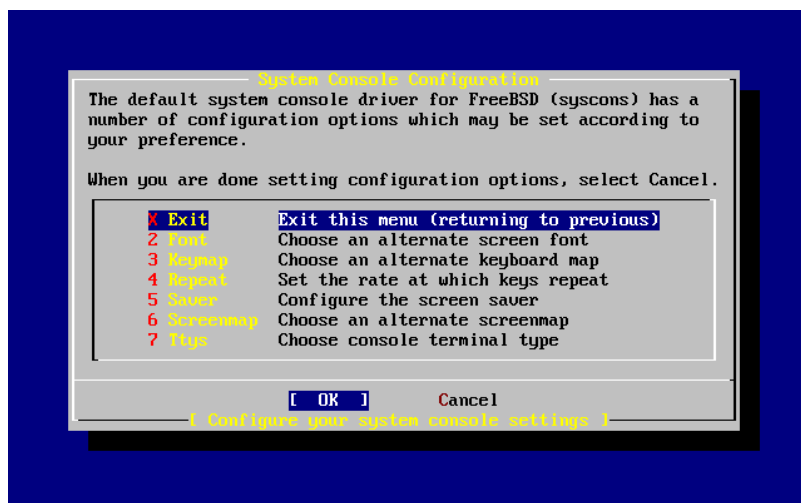 System Console Configuration
The default system console driver for FreeBSD (syscons) has a
number of configuration options which may be set according to
your preference.
When you are done setting configuration options, select Cancel.
X Exit Exit this menu (returning to previous)
2 Font Choose an alternate screen font
3 Keymap Choose an alternate keyboard map
4 Repeat Set the rate at which keys repeat
5 Saver Configure the screen saver
6 Screenmap Choose an alternate screenmap
7 Ttys Choose console terminal type
[ OK ] Cancel
[ Configure your system console settings ]